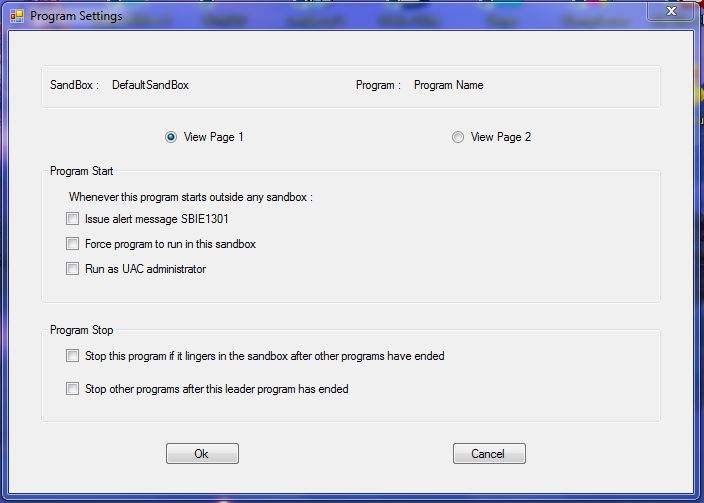 Program Settings
SandBox : DefaultSandBox Program : Program Name
View Page 1 View Page 2
Program Start
Whenever this program starts outside any sandbox :
Issue alert message SBIE1301
Force program to run in this sandbox
Run as UAC administrator
Program Stop
Stop this program if it lingers in the sandbox after other programs have ended
Stop other programs after this leader program has ended
Ok Cancel